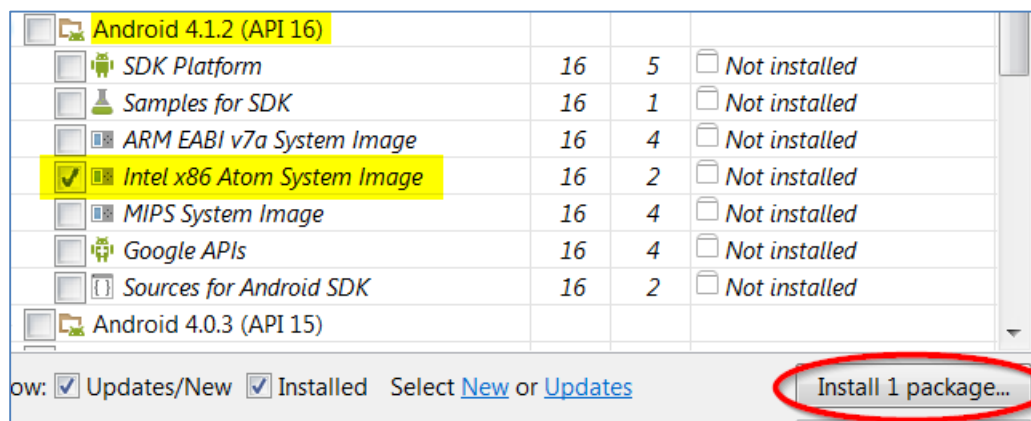 Android 4.1.2 (API 16)
SDK Platform 16 5 Not installed
Samples for SDK 16 1 Not installed
ARM EABI v7a System Image 16 4 Not installed
Intel x86 Atom System Image 16 2 Not installed
MIPS System Image 16 4 Not installed
Google APIs 16 4 Not installed
Sources for Android SDK 16 2 Not installed
Android 4.0.3 (API 15)
ow: Updates/New Installed Select New or Updates Install 1 package...